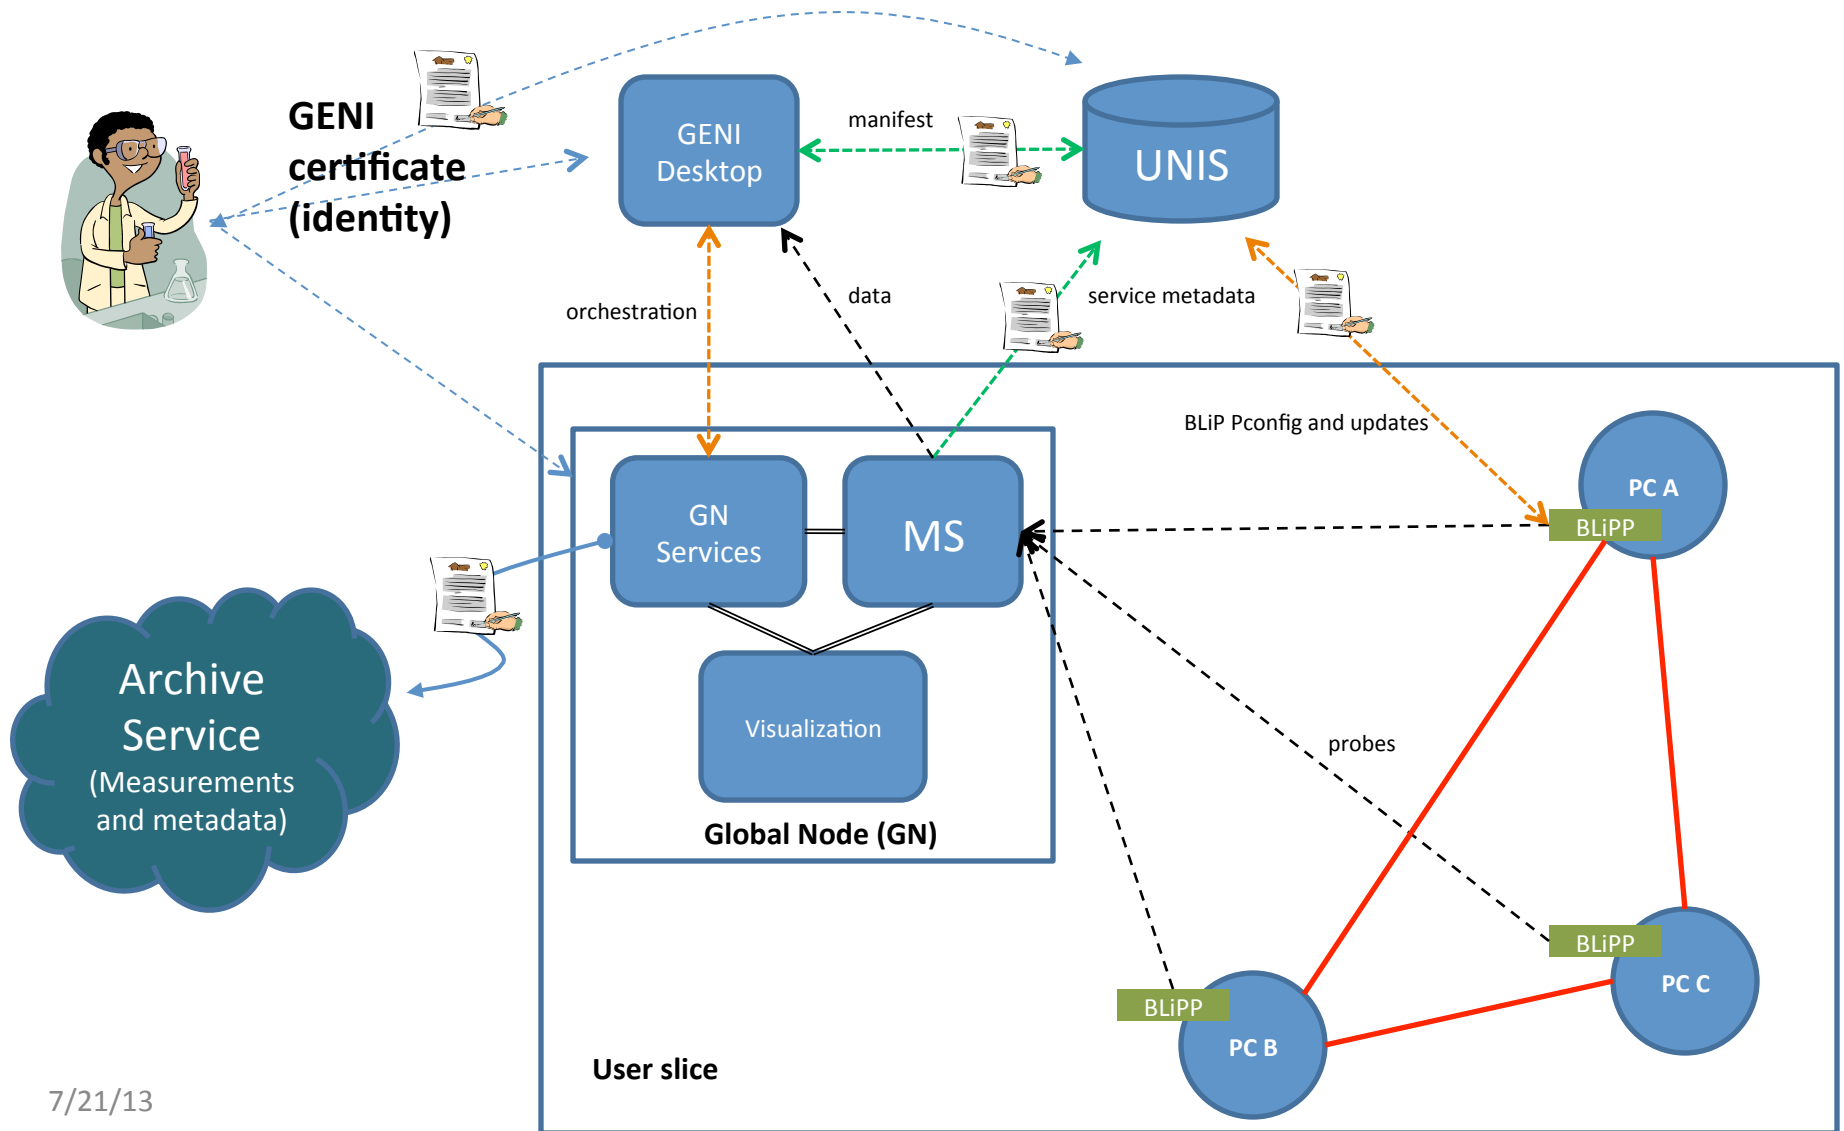 GENI
certificate
(identity)
GENI
Desktop
manifest
UNIS
orchestration
data
service metadata
BLiP Pconfig and updates
GN
Services
MS
Visualization
Global Node (GN)
Archive
Service
(Measurements
and metadata)
probes
PC A
BLiPP
BLiPP
PC C
BLiPP
PC B
User slice
7/21/13